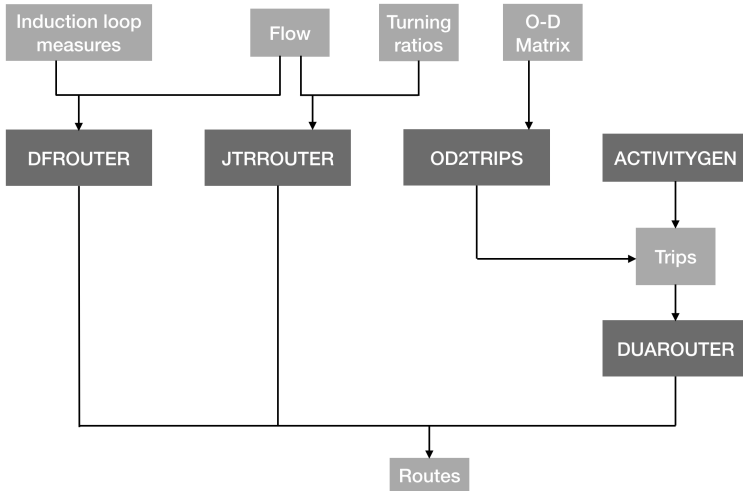 Induction loop
measures
Flow
Turning
ratios
O-D
Matrix
DFROUTER
JTRROUTER
OD2TRIPS
ACTIVITYGEN
Trips
DUAROUTER
Routes